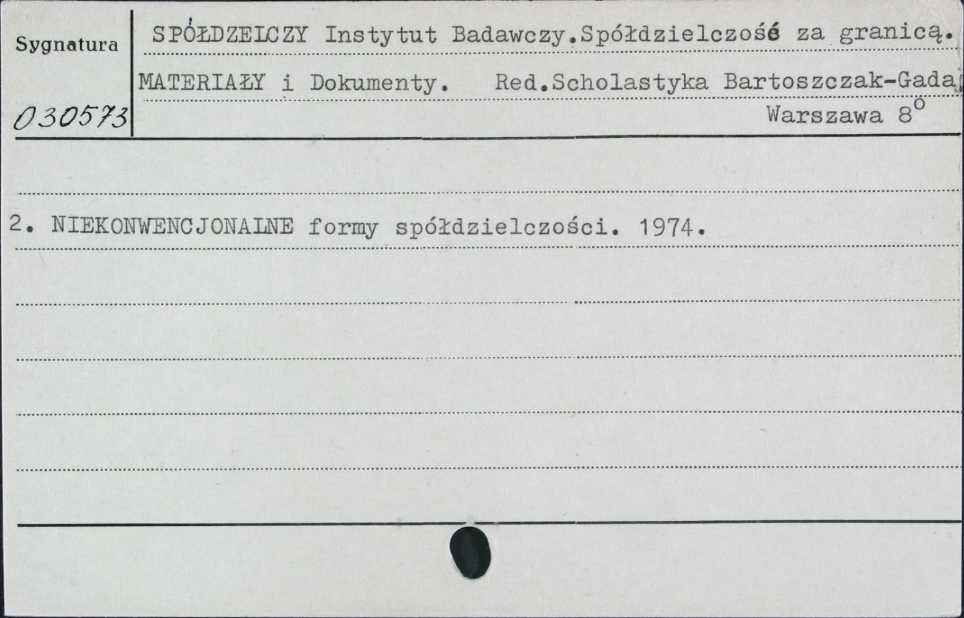 Sygnatura
SPÓŁDZELCZY Instytut Badawczy.Spółdzielczość za granicą.
MATERIAŁY i Dokumenty. Red.Scholastyka Bartoszczak-Gada
030573
Warszawa 8°
2. NIEKONWENCJONALNE formy spółdzielczości. 1974.